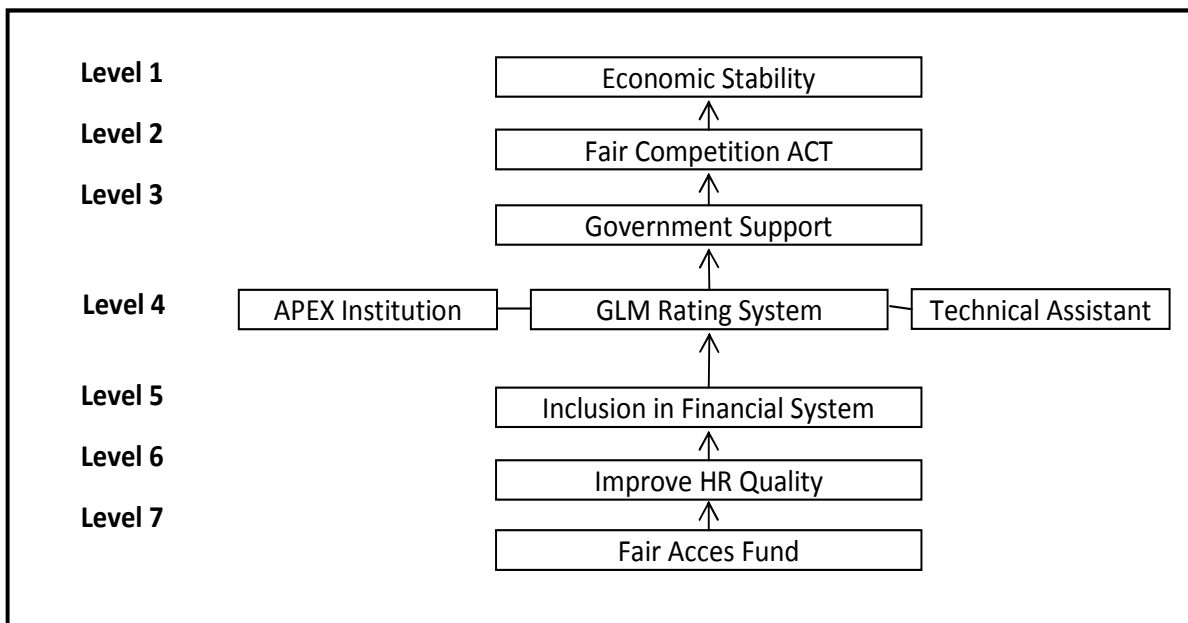 Level 1
Economic Stability
Level 2
Fair Competition ACT
Level 3
Government Support
Level 4
APEX Institution
GLM Rating System
Technical Assistant
Level 5
Inclusion in Financial System
Level 6
Improve HR Quality
Level 7
Fair Acces Fund